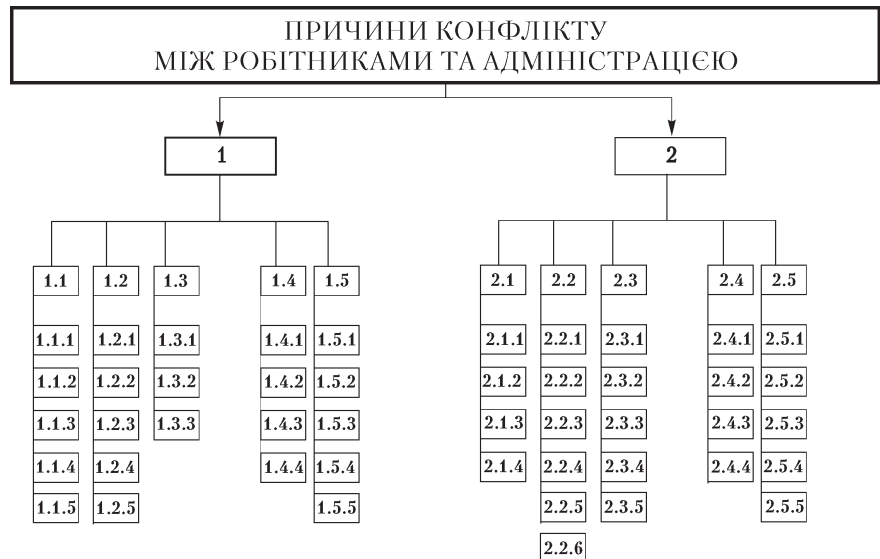 ПРИЧИНИ КОНФЛІКТУ
МІЖ РОБІТНИКАМИ ТА АДМІНІСТРАЦІЄЮ
1 2
1.1 1.2 1.3 1.4 1.5 2.1 2.2 2.3 2.4 2.5
1.1.1 1.2.1 1.3.1 1.4.1 1.5.1 2.1.1 2.2.1 2.3.1 2.4.1 2.5.1
1.1.2 1.2.2 1.3.2 1.4.2 1.5.2 2.1.2 2.2.2 2.3.2 2.4.2 2.5.2
1.1.3 1.2.3 1.3.3 1.4.3 1.5.3 2.1.3 2.2.3 2.3.3 2.4.3 2.5.3
1.1.4 1.2.4 1.4.4 1.5.4 2.1.4 2.2.4 2.3.4 2.4.4 2.5.4
1.1.5 1.2.5 1.5.5 2.2.5 2.3.5 2.5.5
2.2.6